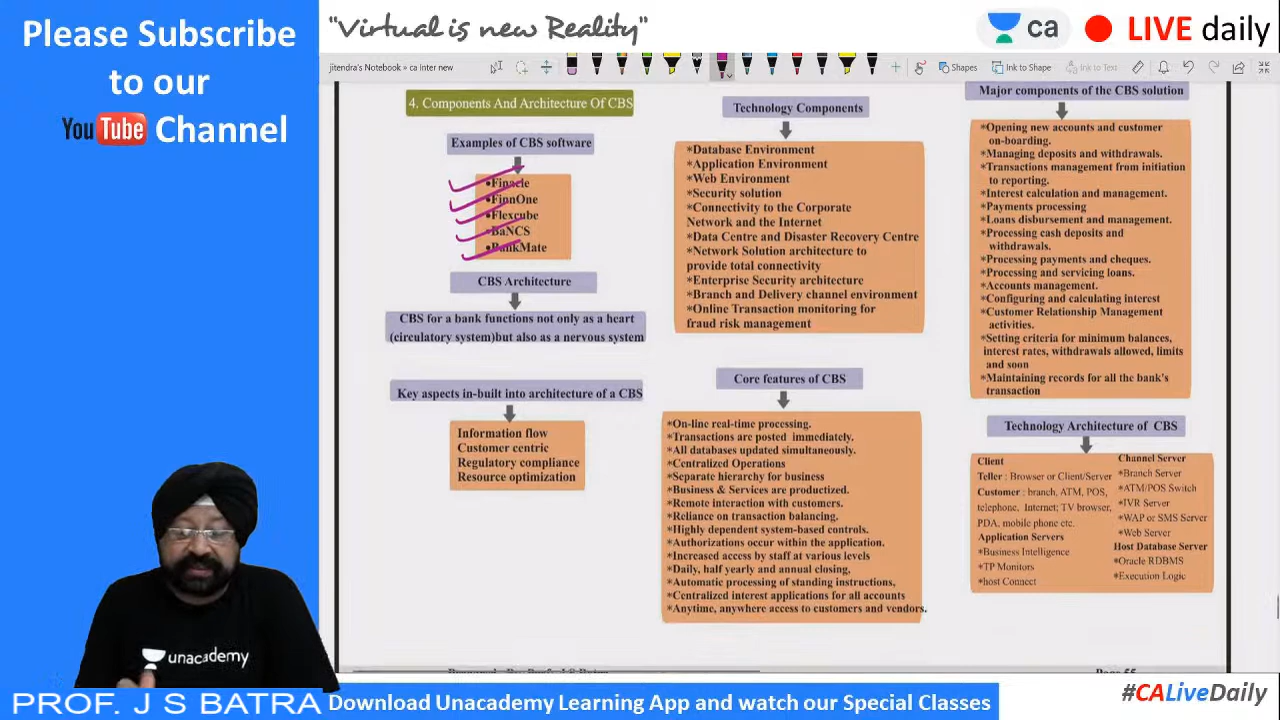 Please Subscribe
to our
YouTube Channel
"Virtual is new Reality"
ca
LIVE daily
jitendra's Notebook » ca Inter new
Shapes
Ink to Shape
Ink to Text
4. Components And Architecture Of CBS
Examples of CBS software
•Finacle
•FinnOne
•Flexcube
•BaNCS
•BankMate
CBS Architecture
CBS for a bank functions not only as a heart
(circulatory system)but also as a nervous system
Key aspects in-built into architecture of a CBS
Information flow
Customer centric
Regulatory compliance
Resource optimization
Technology Components
*Database Environment
*Application Environment
*Web Environment
*Security solution
*Connectivity to the Corporate
Network and the Internet
*Data Centre and Disaster Recovery Centre
*Network Solution architecture to
provide total connectivity
*Enterprise Security architecture
*Branch and Delivery channel environment
*Online Transaction monitoring for
fraud risk management
Core features of CBS
*On-line real-time processing.
*Transactions are posted immediately.
*All databases updated simultaneously.
*Centralized Operations
*Separate hierarchy for business
*Business & Services are productized.
*Remote interaction with customers.
*Reliance on transaction balancing.
*Highly dependent system-based controls.
*Authorizations occur within the application.
*Increased access by staff at various levels
*Daily, half yearly and annual closing.
*Automatic processing of standing instructions,
*Centralized interest applications for all accounts
*Anytime, anywhere access to customers and vendors.
Major components of the CBS solution
*Opening new accounts and customer
on-boarding.
*Managing deposits and withdrawals.
*Transactions management from initiation
to reporting.
*Interest calculation and management.
*Payments processing
*Loans disbursement and management.
*Processing cash deposits and
withdrawals.
*Processing payments and cheques.
*Processing and servicing loans.
*Accounts management.
*Configuring and calculating interest
*Customer Relationship Management
activities.
*Setting criteria for minimum balances,
interest rates, withdrawals allowed, limits
and soon
*Maintaining records for all the bank's
transaction
Technology Architecture of CBS
Client
Teller : Browser or Client/Server
Customer : branch, ATM, POS,
telephone, Internet; TV browser,
PDA, mobile phone etc.
Application Servers
*Business Intelligence
*TP Monitors
*host Connect
Channel Server
*Branch Server
*ATM/POS Switch
*IVR Server
*WAP or SMS Server
*Web Server
Host Database Server
*Oracle RDBMS
*Execution Logic
Prepared By Prof. J S Batra
Page 55
unacademy
PROF. J S BATRA
Download Unacademy Learning App and watch our Special Classes
#CALiveDaily